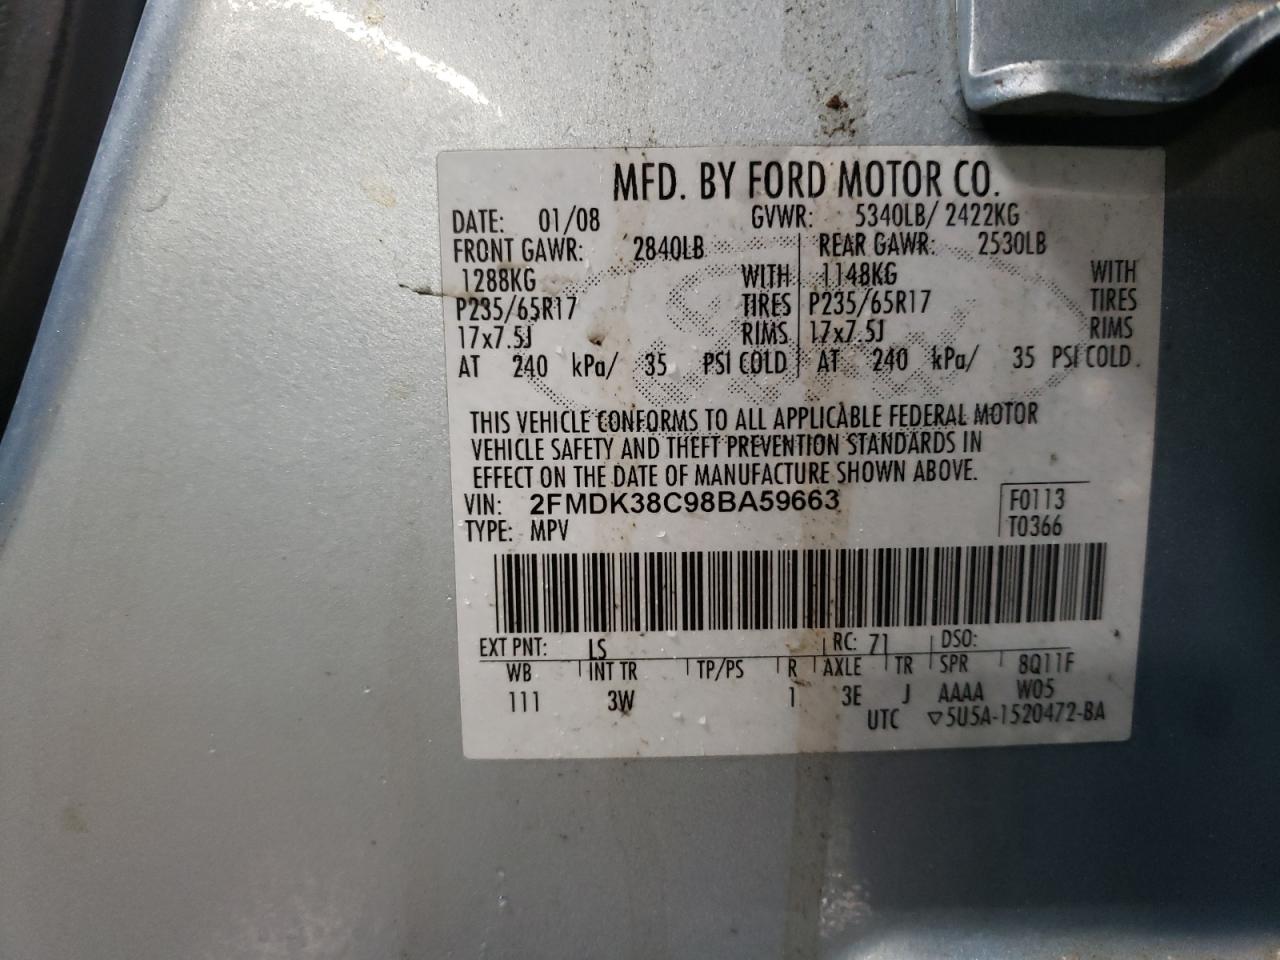 MFD. BY FORD MOTOR CO.
DATE: 01/08 GVWR: 5340LB/ 2422KG
FRONT GAWR: 2840LB REAR GAWR: 2530LB
1288KG WITH 1148KG WITH
P235/65R17 TIRES P235/65R17 TIRES
17x7.5J RIMS 17x7.5J RIMS
AT 240 kPa/ 35 PSI COLD AT 240 kPa/ 35 PSI COLD.
THIS VEHICLE CONFORMS TO ALL APPLICABLE FEDERAL MOTOR
VEHICLE SAFETY AND THEFT PREVENTION STANDARDS IN
EFFECT ON THE DATE OF MANUFACTURE SHOWN ABOVE.
VIN: 2FMDK38C98BA59663 F0113
TYPE: MPV T0366
EXT PNT: LS RC: 71 DSO:
WB INT TR TP/PS R AXLE TR SPR 8Q11F
111 3W 1 3E J AAAA W05
UTC ▽5U5A-1520472-BA